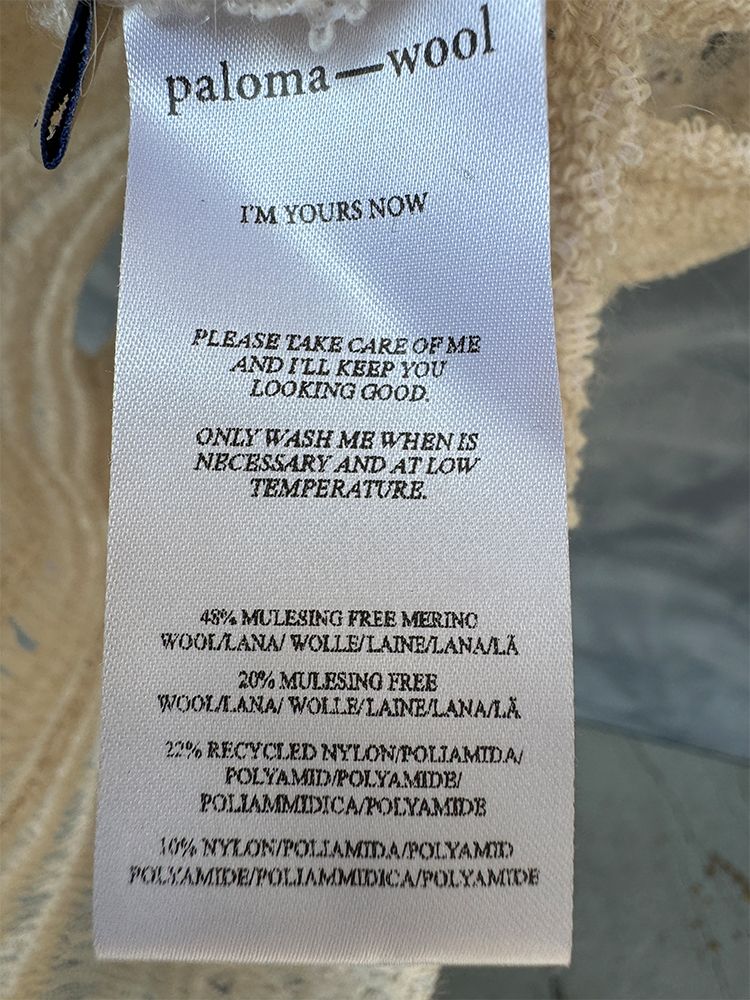 paloma—wool
I'M YOURS NOW
PLEASE TAKE CARE OF ME
AND I'LL KEEP YOU
LOOKING GOOD.
ONLY WASH ME WHEN IS
NECESSARY AND AT LOW
TEMPERATURE.
48% MULESING FREE MERINO
WOOL/LANA/ WOLLE/LAINE/LANA/LÃ
20% MULESING FREE
WOOL/LANA/ WOLLE/LAINE/LANA/LÃ
22% RECYCLED NYLON/POLIAMIDA/
POLYAMID/POLYAMIDE/
POLIAMMIDICA/POLYAMIDE
10% NYLON/POLIAMIDA/POLYAMID
POLYAMIDE/POLIAMMIDICA/POLYAMIDE